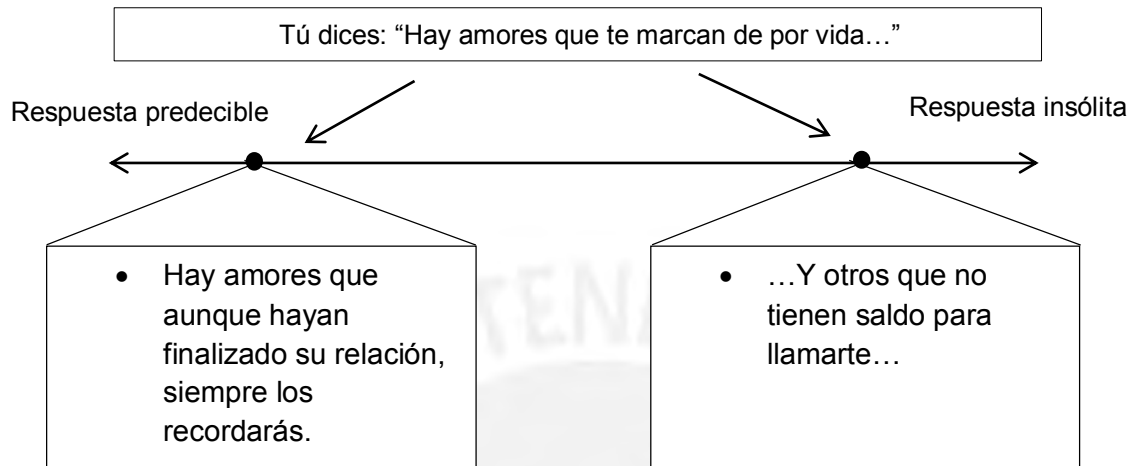 Tú dices: “Hay amores que te marcan de por vida…”
Respuesta predecible
Respuesta insólita
• Hay amores que
aunque hayan
finalizado su relación,
siempre los
recordarás.
• …Y otros que no
tienen saldo para
llamarte…
TENA